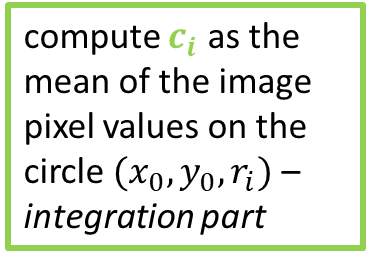 compute c_i as the
mean of the image
pixel values on the
circle (x_0, y_0, r_i) –
integration part